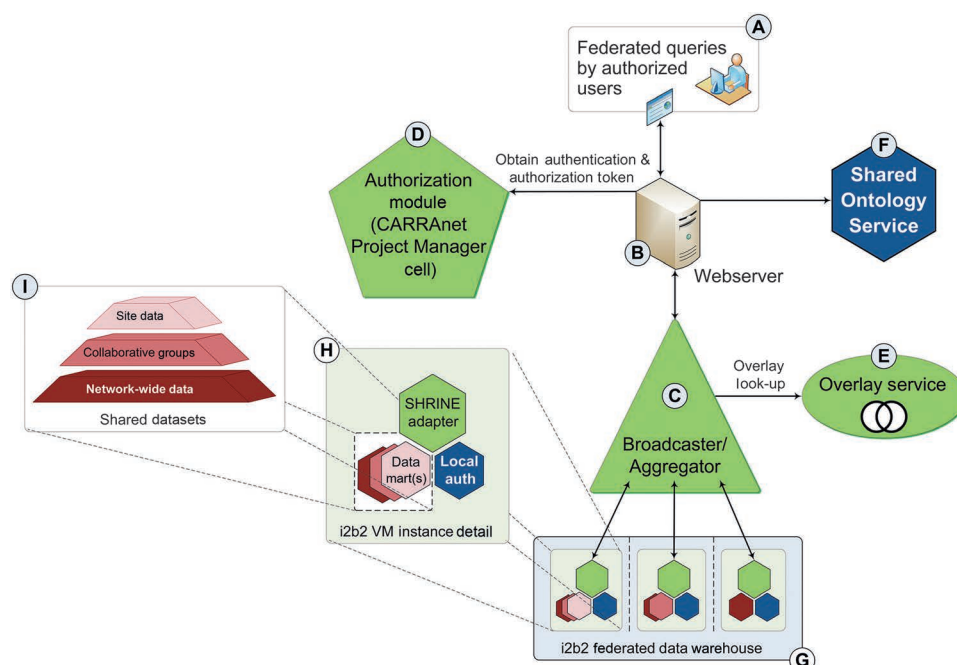 A
Federated queries
by authorized
users
D
Obtain authentication &
authorization token
Authorization
module
(CARRAnet
Project Manager
cell)
F
Shared
Ontology
Service
B
Webserver
I
Site data
Collaborative groups
Network-wide data
Shared datasets
H
SHRINE
adapter
Data
mart(s)
Local
auth
i2b2 VM instance detail
C
Broadcaster/
Aggregator
Overlay
look-up
E
Overlay service
i2b2 federated data warehouse
G